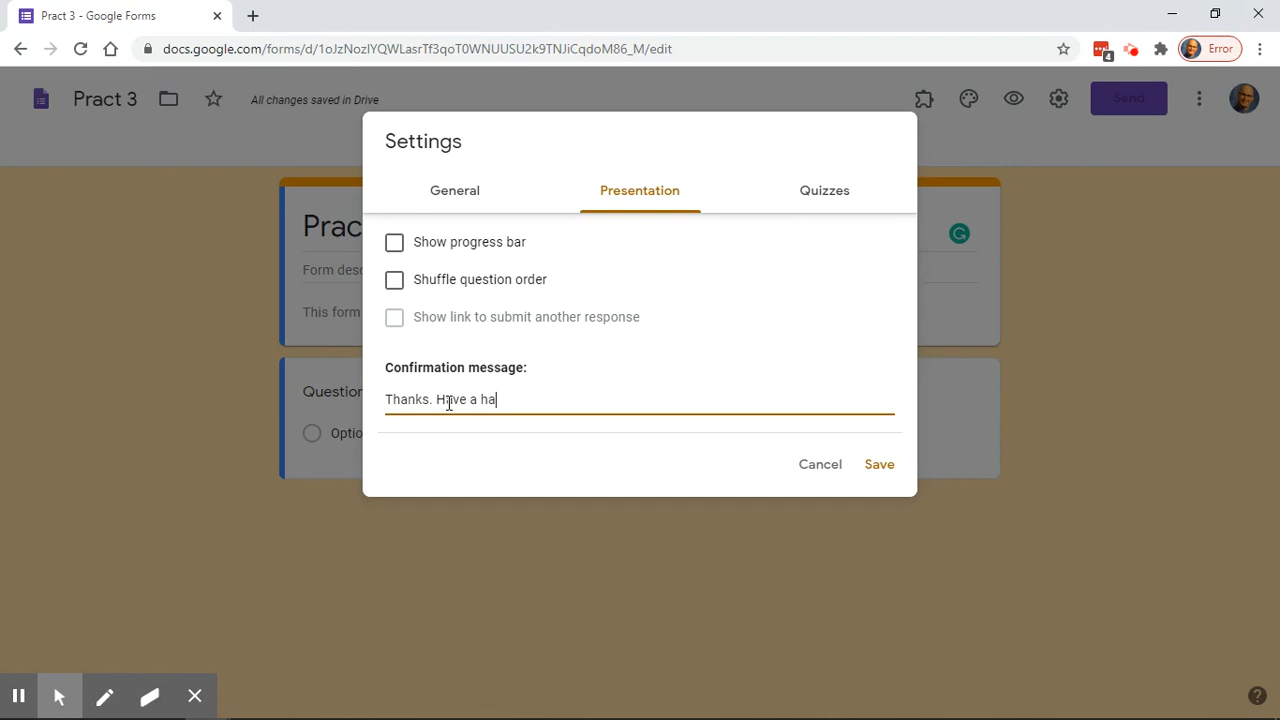 Pract 3 - Google Forms
docs.google.com/forms/d/1oJzNozIYQWLasrTf3qoT0WNUUSU2k9TNJiCqdoM86_M/edit
4
Error
Pract 3
All changes saved in Drive
Send
Settings
General
Presentation
Quizzes
Prac
Form desc
This form
Show progress bar
Shuffle question order
Show link to submit another response
Confirmation message:
Thanks. Have a ha
Question
Optio
Cancel
Save